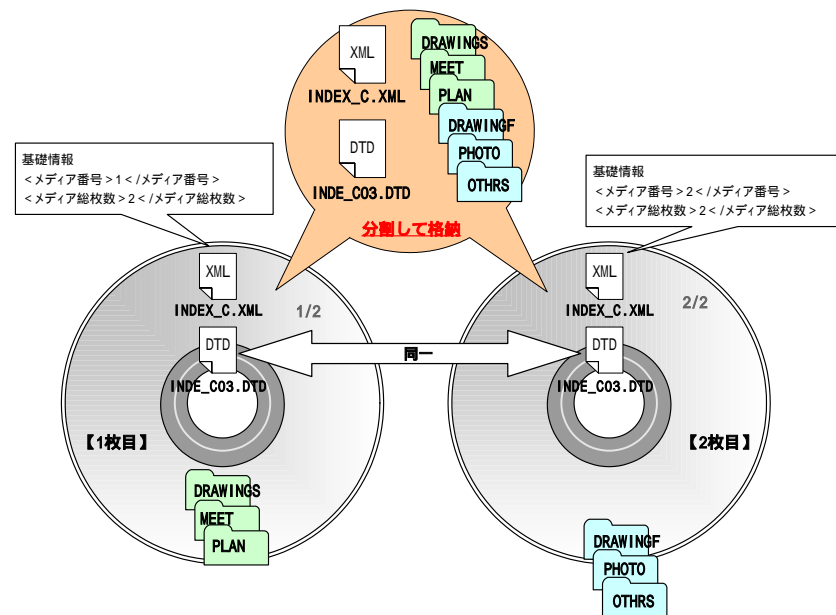 XML
INDEX_C.XML
DTD
INDE_C03.DTD
DRAWINGS
MEET
PLAN
DRAWINGF
PHOTO
OTHRS
分割して格納
基礎情報
<メディア番号>1</メディア番号>
<メディア総枚数>2</メディア総枚数>
基礎情報
<メディア番号>2</メディア番号>
<メディア総枚数>2</メディア総枚数>
XML
INDEX_C.XML
1/2
DTD
INDE_C03.DTD
【1枚目】
DRAWINGS
MEET
PLAN
同一
XML
INDEX_C.XML
2/2
DTD
INDE_C03.DTD
【2枚目】
DRAWINGF
PHOTO
OTHRS